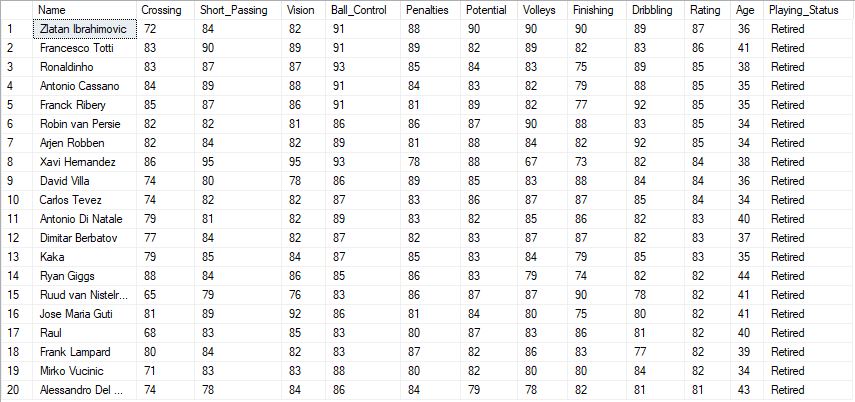 Name Crossing Short_Passing Vision Ball_Control Penalties Potential Volleys Finishing Dribbling Rating Age Playing_Status
1 Zlatan Ibrahimovic 72 84 82 91 88 90 90 90 89 87 36 Retired
2 Francesco Totti 83 90 89 91 89 82 89 82 83 86 41 Retired
3 Ronaldinho 83 87 87 93 85 84 83 75 89 85 38 Retired
4 Antonio Cassano 84 89 88 91 84 83 82 79 88 85 35 Retired
5 Franck Ribery 85 87 86 91 81 89 82 77 92 85 35 Retired
6 Robin van Persie 82 82 81 86 86 87 90 88 83 85 34 Retired
7 Arjen Robben 82 84 82 89 81 88 84 82 92 85 34 Retired
8 Xavi Hernandez 86 95 95 93 78 88 67 73 82 84 38 Retired
9 David Villa 74 80 78 86 89 85 83 88 84 84 36 Retired
10 Carlos Tevez 74 82 82 87 83 86 87 87 85 84 34 Retired
11 Antonio Di Natale 79 81 82 89 83 82 85 86 82 83 40 Retired
12 Dimitar Berbatov 77 84 82 87 82 83 87 87 82 83 37 Retired
13 Kaka 79 85 84 87 85 83 84 79 85 83 35 Retired
14 Ryan Giggs 88 84 86 85 86 83 79 74 82 82 44 Retired
15 Ruud van Nistelr... 65 79 76 83 86 87 87 90 78 82 41 Retired
16 Jose Maria Guti 81 89 92 86 81 84 80 75 80 82 41 Retired
17 Raul 68 83 85 83 80 87 83 86 81 82 40 Retired
18 Frank Lampard 80 84 82 83 87 82 86 83 77 82 39 Retired
19 Mirko Vucinic 71 83 83 88 80 82 80 80 84 82 34 Retired
20 Alessandro Del ... 74 78 84 86 84 79 78 82 81 81 43 Retired